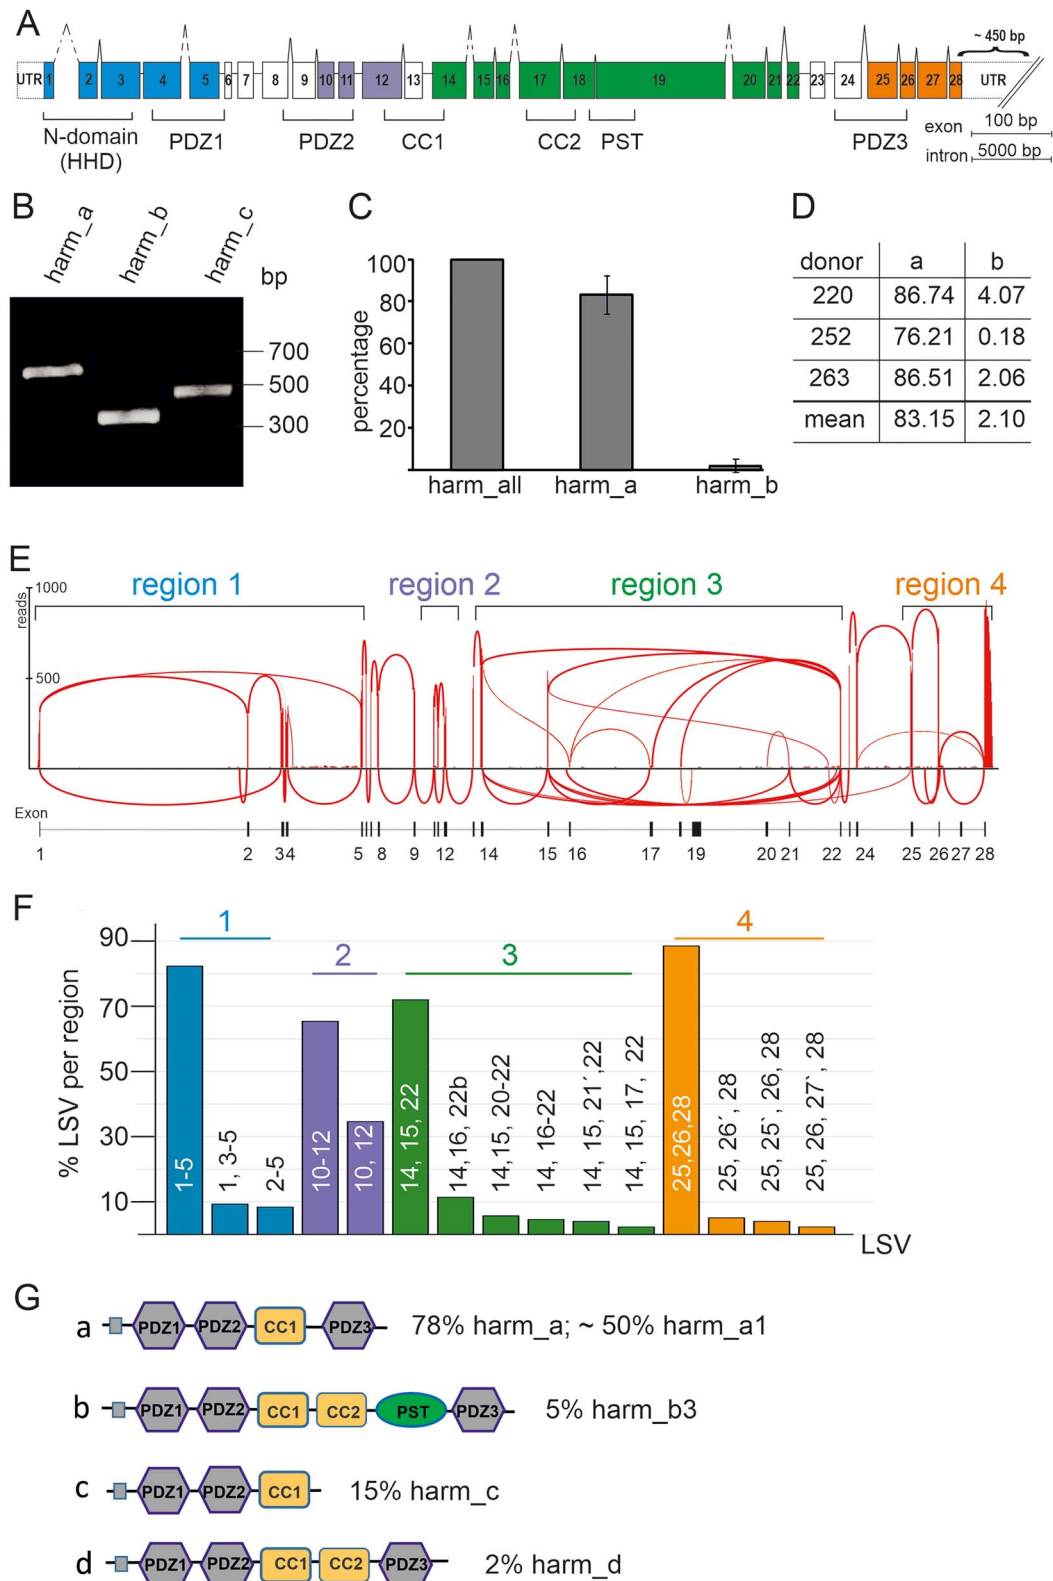 A
UTR 1 2 3 4 5 6 7 8 9 10 11 12 13 14 15 16 17 18 19 20 21 22 23 24 25 26 27 28 UTR
~ 450 bp
N-domain
(HHD)
PDZ1
PDZ2
CC1
CC2
PST
PDZ3
exon 100 bp
intron 5000 bp
B
harm_a
harm_b
harm_c
bp
700
500
300
C
percentage
100
80
60
40
20
harm_all harm_a harm_b
D
donor a b
220 86.74 4.07
252 76.21 0.18
263 86.51 2.06
mean 83.15 2.10
E
region 1
region 2
region 3
region 4
reads
1000
500
Exon
1 2 34 5 8 9 12 14 15 16 17 19 20 21 22 24 25 26 27 28
F
% LSV per region
90
70
50
30
10
1
2
3
4
1-5
1, 3-5
2-5
10-12
10, 12
14, 15, 22
14,16, 22b
14,15, 20-22
14, 16-22
14, 15, 21´,22
14, 15, 17, 22
25,26,28
25, 26´, 28
25, 25`, 26, 28
25, 26, 27`, 28
LSV
G
a PDZ1 PDZ2 CC1 PDZ3 78% harm_a; ~ 50% harm_a1
b PDZ1 PDZ2 CC1 CC2 PST PDZ3 5% harm_b3
c PDZ1 PDZ2 CC1 15% harm_c
d PDZ1 PDZ2 CC1 CC2 PDZ3 2% harm_d